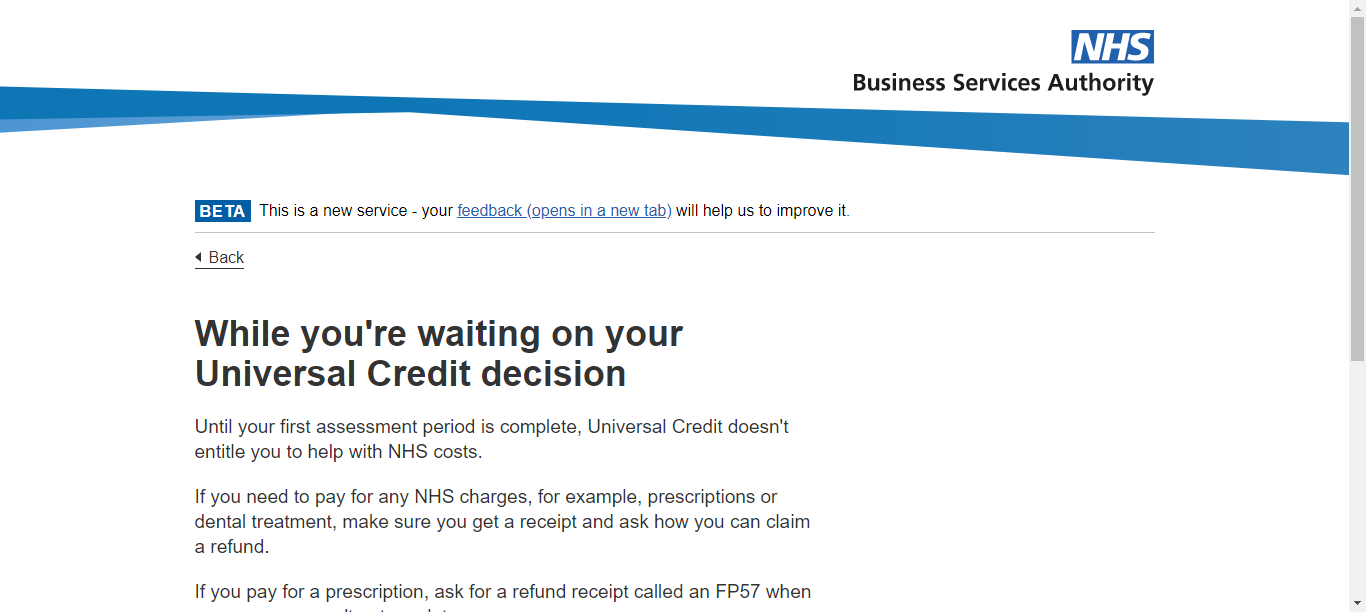 NHS
Business Services Authority
BETA This is a new service - your feedback (opens in a new tab) will help us to improve it.
Back
While you're waiting on your
Universal Credit decision
Until your first assessment period is complete, Universal Credit doesn't
entitle you to help with NHS costs.
If you need to pay for any NHS charges, for example, prescriptions or
dental treatment, make sure you get a receipt and ask how you can claim
a refund.
If you pay for a prescription, ask for a refund receipt called an FP57 when